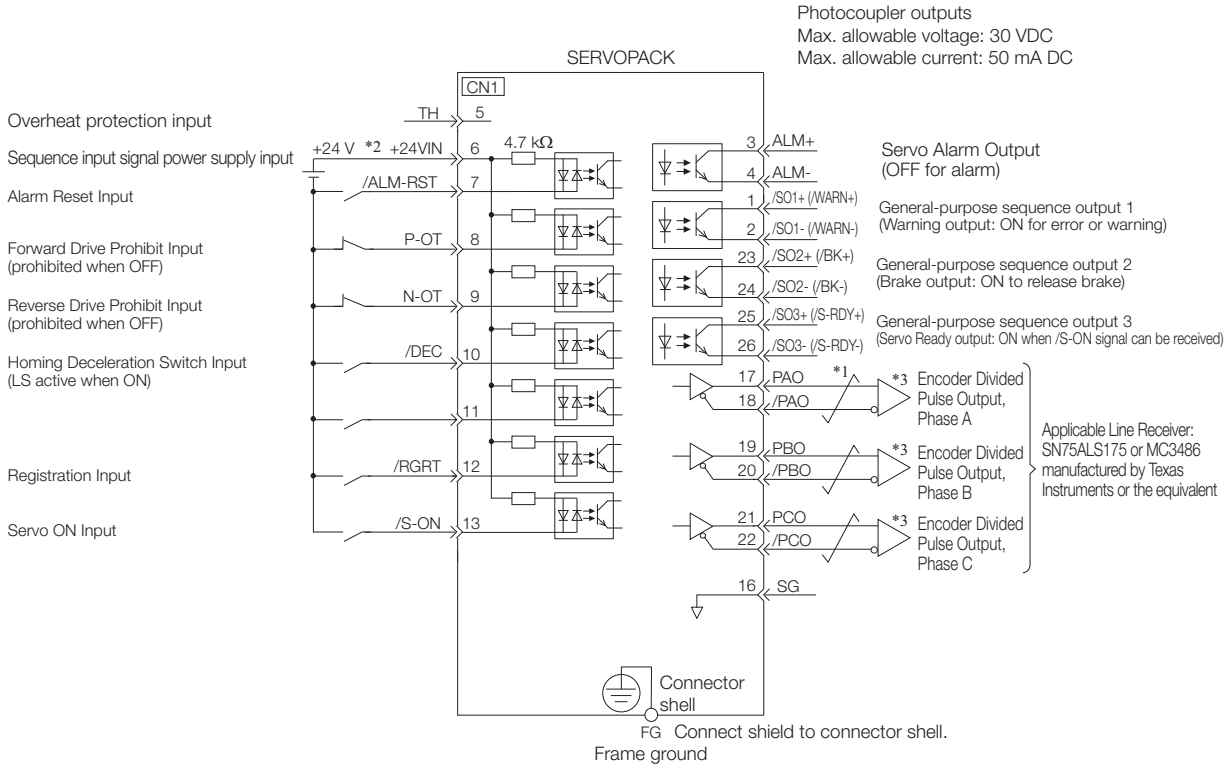 Photocoupler outputs
Max. allowable voltage: 30 VDC
Max. allowable current: 50 mA DC
SERVOPACK
CN1
Overheat protection input
TH 5
Sequence input signal power supply input
+24 V *2 +24VIN 6 4.7 kΩ
Alarm Reset Input
/ALM-RST 7
Forward Drive Prohibit Input
(prohibited when OFF)
P-OT 8
Reverse Drive Prohibit Input
(prohibited when OFF)
N-OT 9
Homing Deceleration Switch Input
(LS active when ON)
/DEC 10
11
Registration Input
/RGRT 12
Servo ON Input
/S-ON 13
3 ALM+
4 ALM-
Servo Alarm Output
(OFF for alarm)
1 /SO1+ (/WARN+)
2 /SO1- (/WARN-)
General-purpose sequence output 1
(Warning output: ON for error or warning)
23 /SO2+ (/BK+)
24 /SO2- (/BK-)
General-purpose sequence output 2
(Brake output: ON to release brake)
25 /SO3+ (/S-RDY+)
26 /SO3- (/S-RDY-)
General-purpose sequence output 3
(Servo Ready output: ON when /S-ON signal can be received)
17 PAO *1
18 /PAO
*3 Encoder Divided
Pulse Output,
Phase A
19 PBO
20 /PBO
*3 Encoder Divided
Pulse Output,
Phase B
21 PCO
22 /PCO
*3 Encoder Divided
Pulse Output,
Phase C
Applicable Line Receiver:
SN75ALS175 or MC3486
manufactured by Texas
Instruments or the equivalent
16 SG
Connector
shell
FG Connect shield to connector shell.
Frame ground